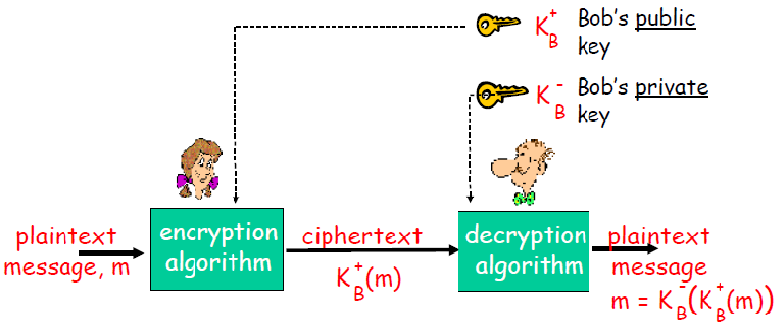 K_B^+ Bob's public
key
K_B^- Bob's private
key
plaintext
message, m
encryption
algorithm
ciphertext
K_B^+(m)
decryption
algorithm
plaintext
message
m = K_B^-(K_B^+(m))